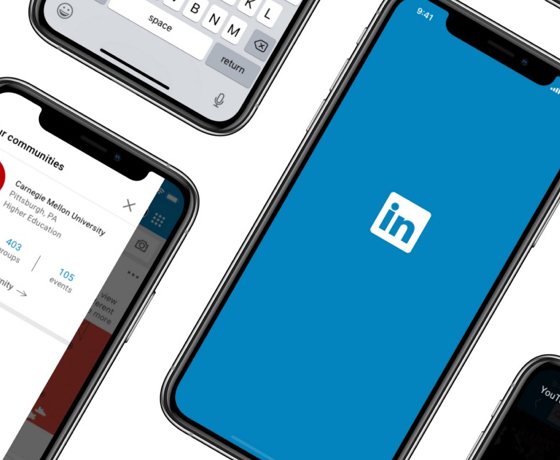 K L
B N M
space
return
9:41
in
r communities
Carnegie Mellon University
Pittsburgh, PA
Higher Education
403
roups
105
events
nity →
view
erent
more
YouT